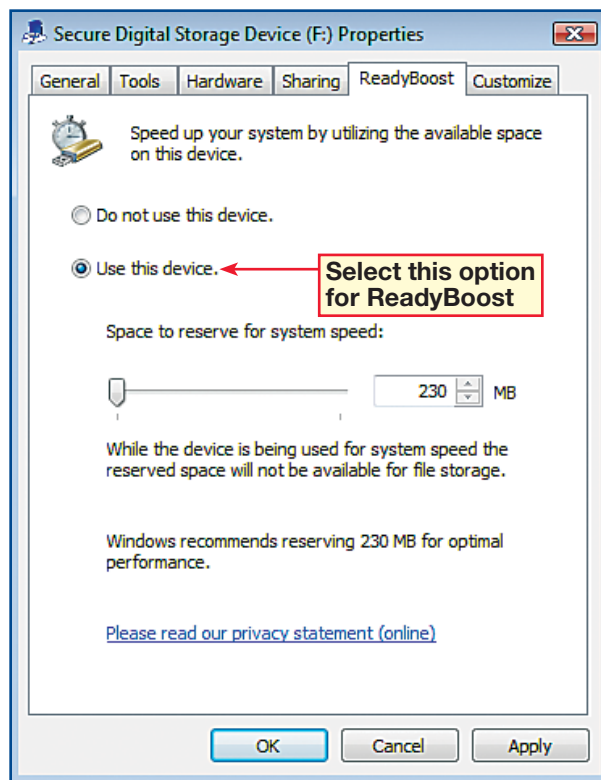 Secure Digital Storage Device (F:) Properties
General Tools Hardware Sharing ReadyBoost Customize
Speed up your system by utilizing the available space
on this device.
Do not use this device.
Use this device.
Select this option
for ReadyBoost
Space to reserve for system speed:
230 MB
While the device is being used for system speed the
reserved space will not be available for file storage.
Windows recommends reserving 230 MB for optimal
performance.
Please read our privacy statement (online)
OK Cancel Apply